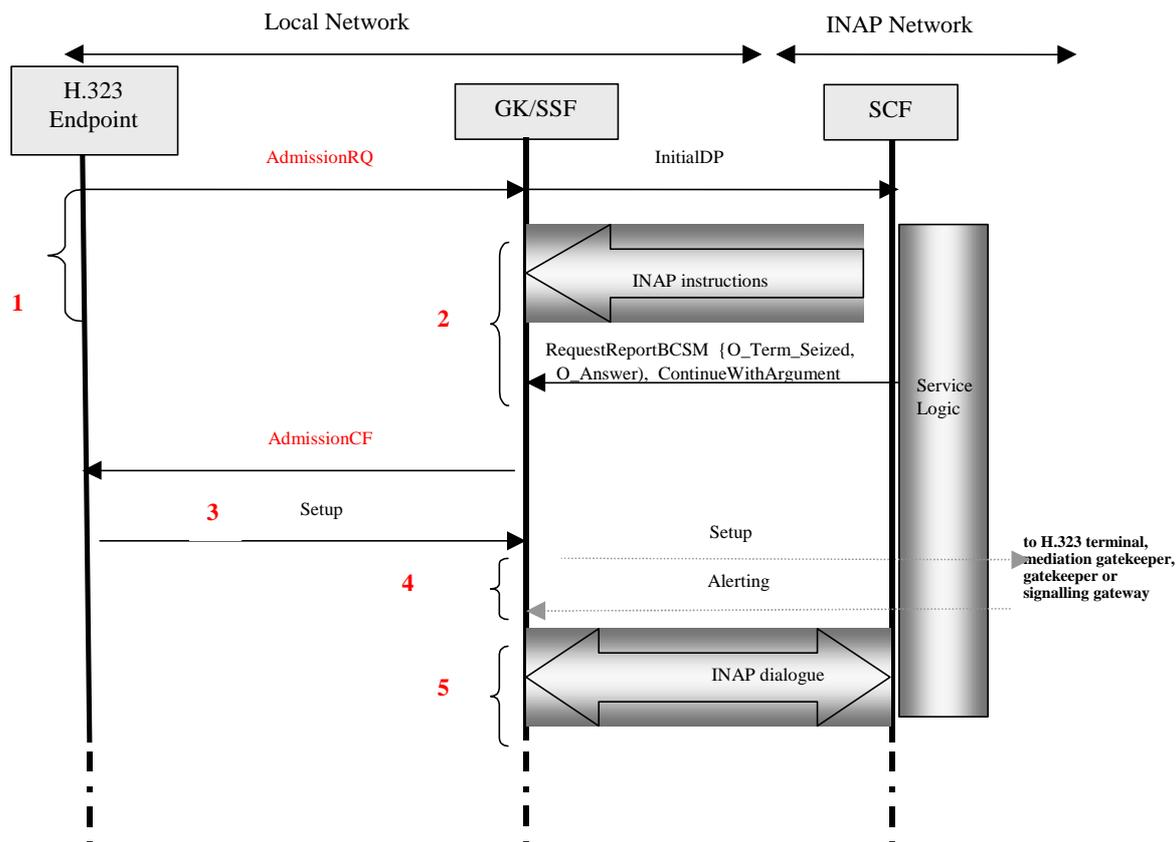 Local Network
INAP Network
H.323
Endpoint
GK/SSF
SCF
AdmissionRQ
InitialDP
1
INAP instructions
2
RequestReportBCSM {O_Term_Seized,
O_Answer), ContinueWithArgument
Service
Logic
AdmissionCF
3
Setup
Setup
to H.323 terminal,
mediation gatekeeper,
gatekeeper or
signalling gateway
4
Alerting
INAP dialogue
5